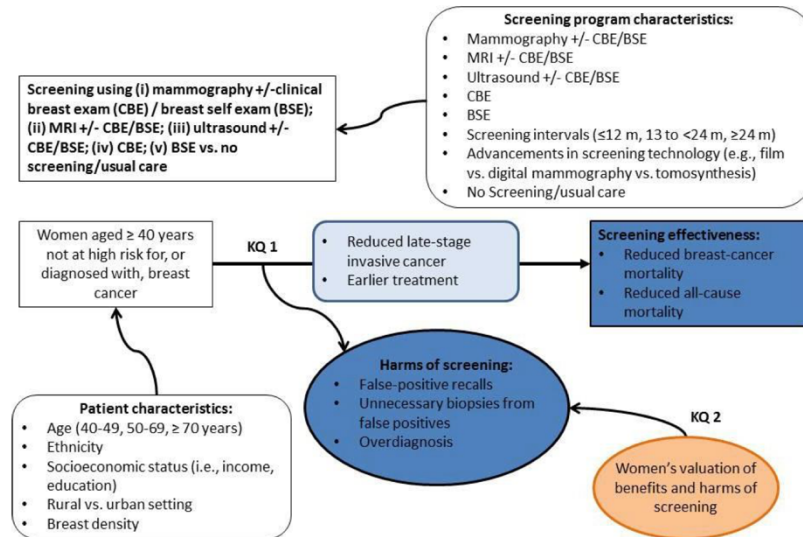 Screening program characteristics:
• Mammography +/- CBE/BSE
• MRI +/- CBE/BSE
• Ultrasound +/- CBE/BSE
• CBE
• BSE
• Screening intervals (≤12 m, 13 to <24 m, ≥24 m)
• Advancements in screening technology (e.g., film
vs. digital mammography vs. tomosynthesis)
• No Screening/usual care
Screening using (i) mammography +/-clinical
breast exam (CBE) / breast self exam (BSE);
(ii) MRI +/- CBE/BSE; (iii) ultrasound +/-
CBE/BSE; (iv) CBE; (v) BSE vs. no
screening/usual care
Women aged ≥ 40 years
not at high risk for, or
diagnosed with, breast
cancer
KQ 1
• Reduced late-stage
invasive cancer
• Earlier treatment
Screening effectiveness:
• Reduced breast-cancer
mortality
• Reduced all-cause
mortality
Harms of screening:
• False-positive recalls
• Unnecessary biopsies from
false positives
• Overdiagnosis
KQ 2
Women's valuation of
benefits and harms of
screening
Patient characteristics:
• Age (40-49, 50-69, ≥ 70 years)
• Ethnicity
• Socioeconomic status (i.e., income,
education)
• Rural vs. urban setting
• Breast density